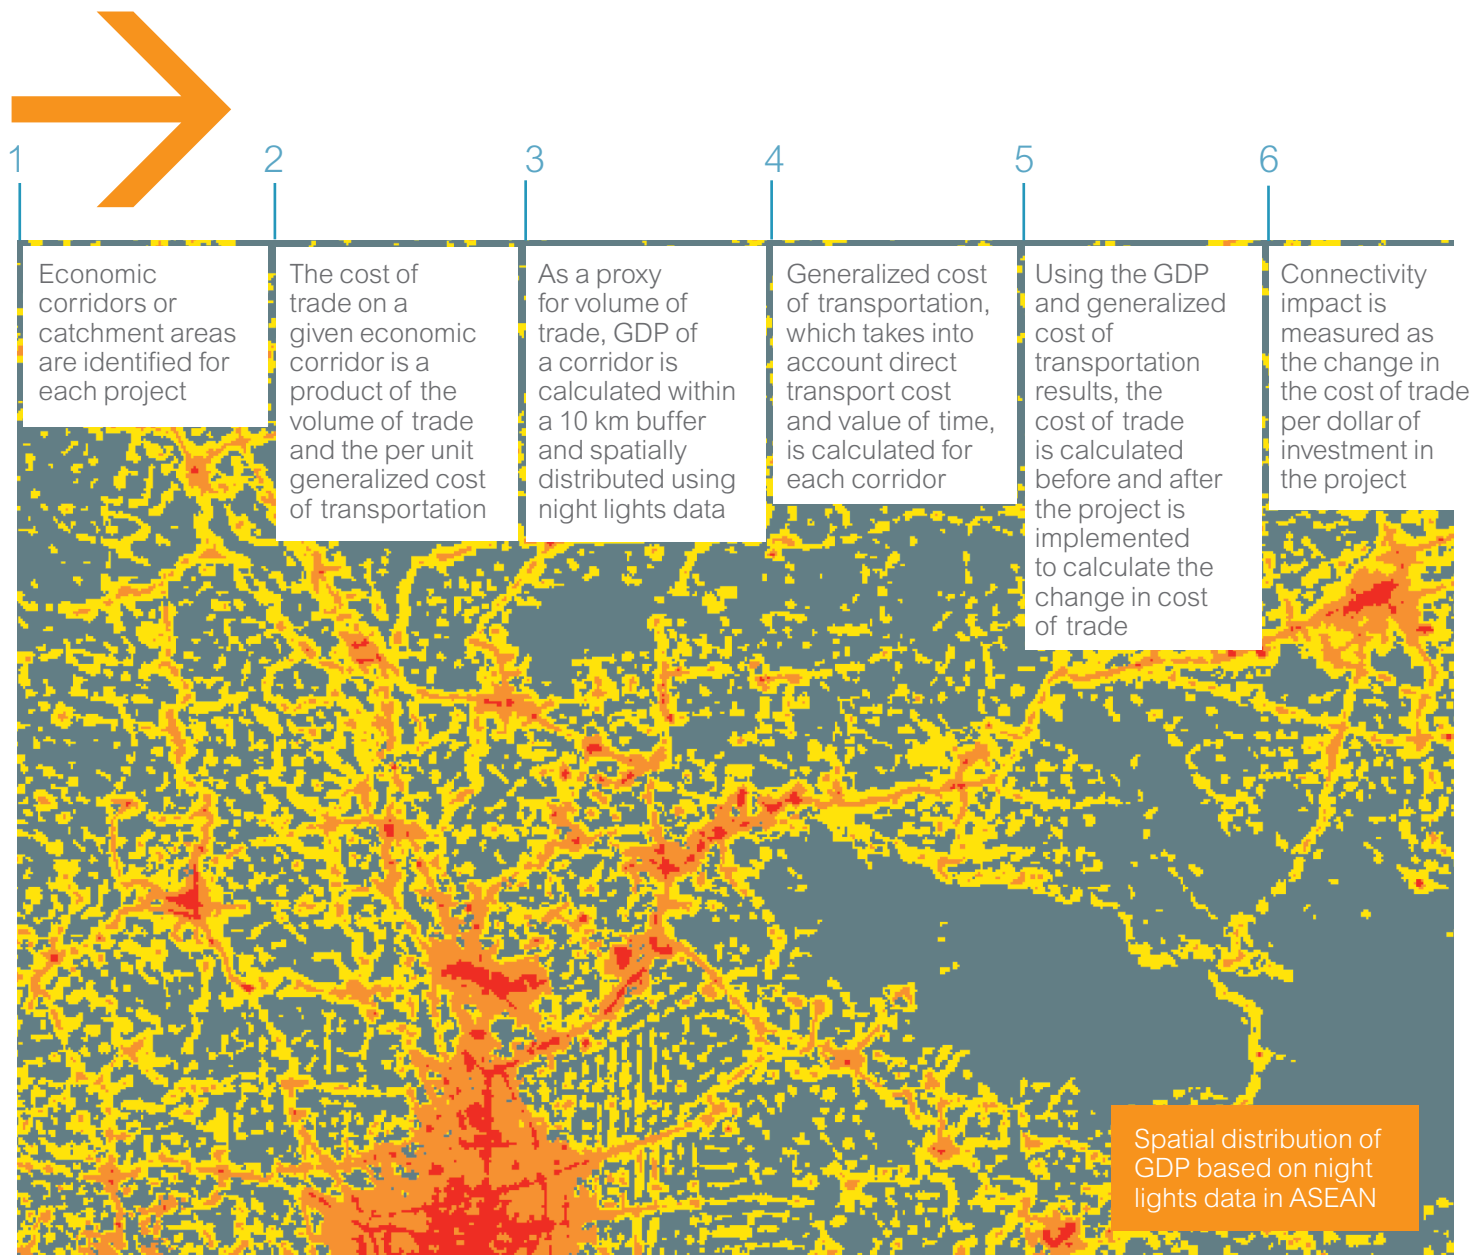 1
Economic
corridors or
catchment areas
are identified for
each project
2
The cost of
trade on a
given economic
corridor is a
product of the
volume of trade
and the per unit
generalized cost
of transportation
3
As a proxy
for volume of
trade, GDP of
a corridor is
calculated within
a 10 km buffer
and spatially
distributed using
night lights data
4
Generalized cost
of transportation,
which takes into
account direct
transport cost
and value of time,
is calculated for
each corridor
5
Using the GDP
and generalized
cost of
transportation
results, the
cost of trade
is calculated
before and after
the project is
implemented
to calculate the
change in cost
of trade
6
Connectivity
impact is
measured as
the change in
the cost of trade
per dollar of
investment in
the project
Spatial distribution of
GDP based on night
lights data in ASEAN